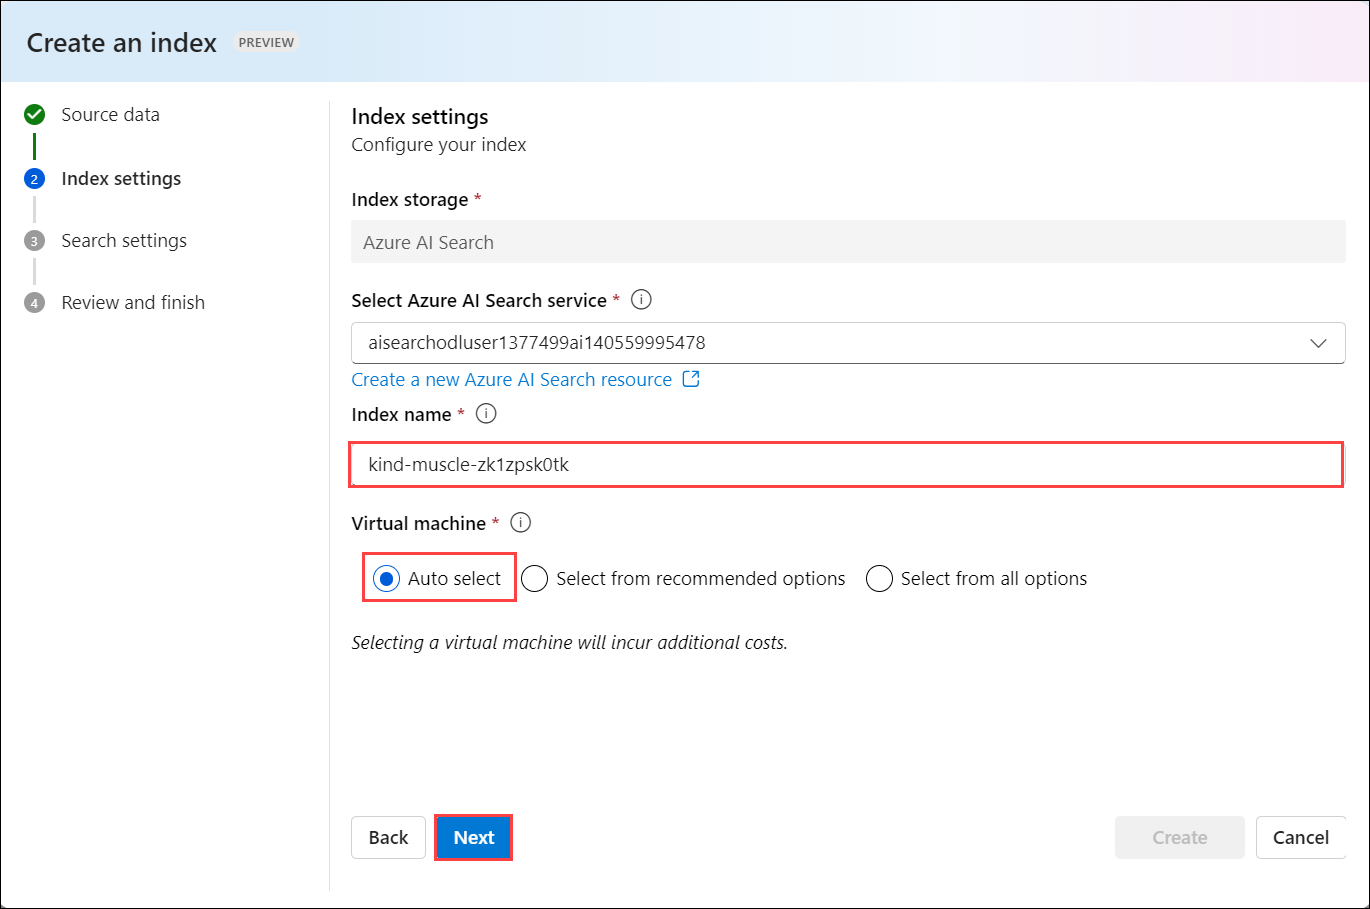 Create an index PREVIEW
Source data
2 Index settings
3 Search settings
4 Review and finish
Index settings
Configure your index
Index storage *
Azure AI Search
Select Azure AI Search service *
aisearchodluser1377499ai140559995478
Create a new Azure AI Search resource
Index name *
kind-muscle-zk1zpsk0tk
Virtual machine *
Auto select Select from recommended options Select from all options
Selecting a virtual machine will incur additional costs.
Back Next Create Cancel